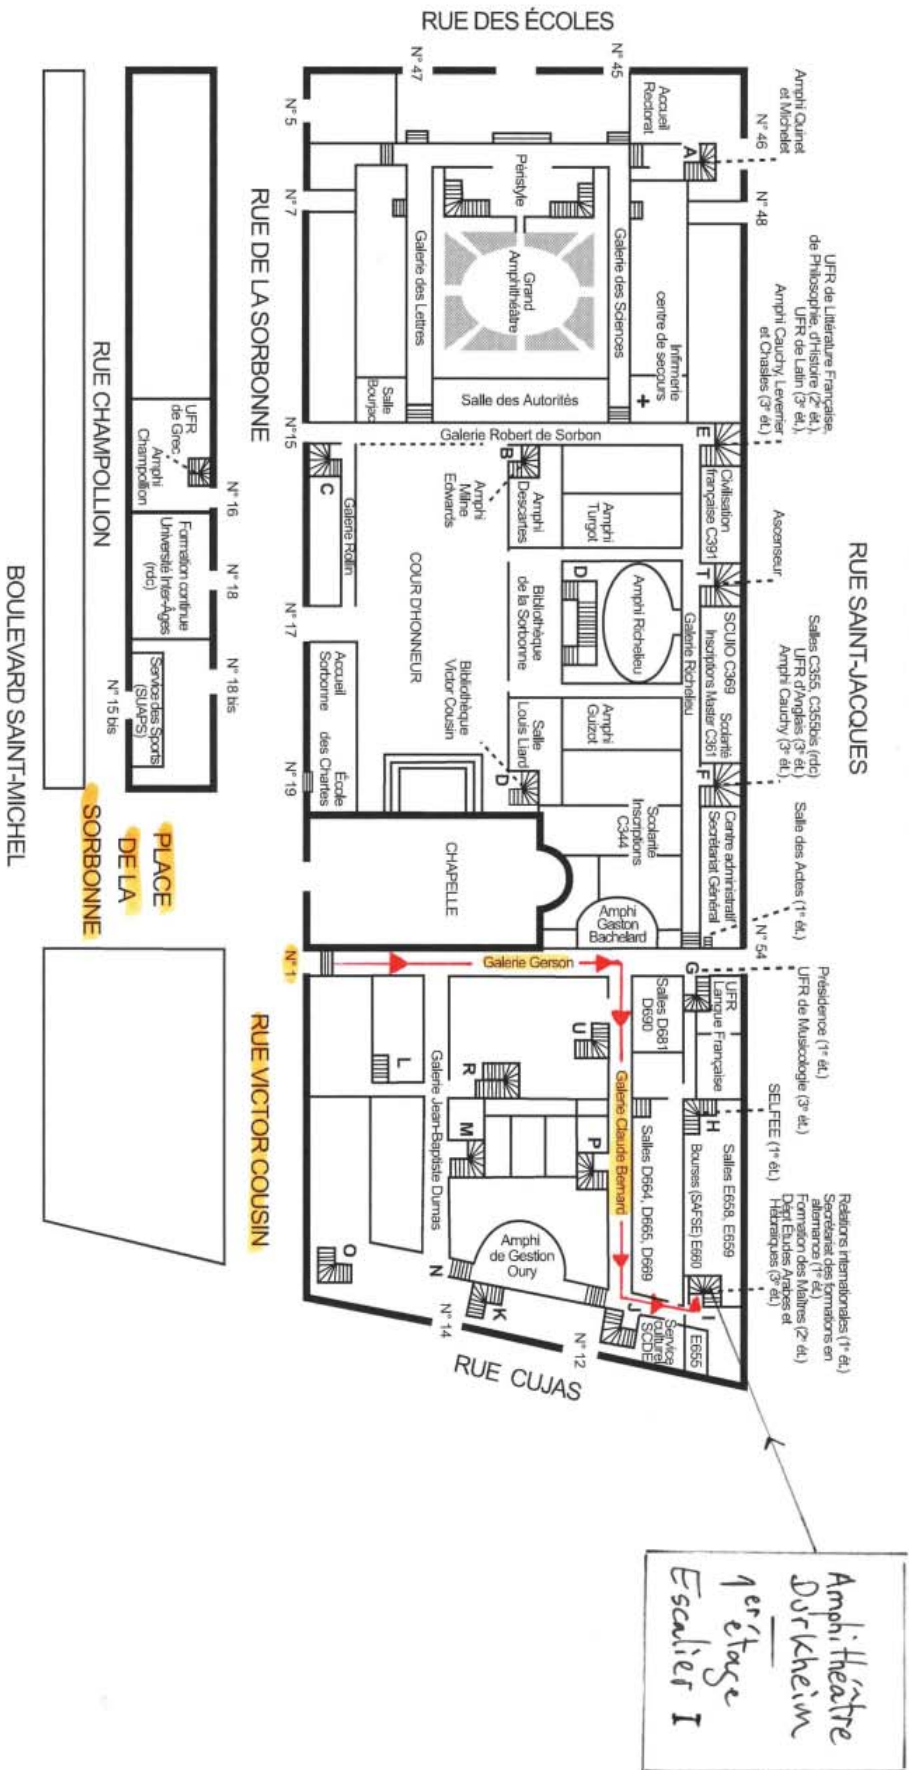 RUE DES ÉCOLES
N° 47
N° 45
Amphi Quinet
et Michelet
N° 46
N° 48
Accueil
Rectorat
A
N° 5
N° 7
Péristyle
Grand
Amphithéâtre
Galerie des Lettres
Galerie des Sciences
Infirmerie
centre de secours
Salle
Bourjac
Salle des Autorités
RUE DE LA SORBONNE
UFR de Littérature Française,
de Philosophie, d'Histoire (2e ét.),
UFR de Latin (3e ét.),
Amphi Cauchy, Leverrier
et Chasles (3e ét.)
E
N°15
Galerie Robert de Sorbon
C
B
Amphi
Milne
Edwards
Amphi
Descartes
Amphi
Turgot
Civilisation
française C391
Galerie Rollin
COUR D'HONNEUR
Ascenseur
T
D
Amphi Richelieu
Bibliothèque
de la Sorbonne
Galerie Richelieu
SCUIO C369
Inscriptions Master C361
Scolarité
RUE SAINT-JACQUES
N° 17
Accueil
Sorbonne
École
des Chartes
N° 19
Bibliothèque
Victor Cousin
Salle
Louis Liard
D
Amphi
Guizot
Salles C355, C355bis (rdc)
UFR d'Anglais (3e ét.)
Amphi Cauchy (3e ét.)
F
Scolarité
Inscriptions
C344
Centre administratif
Secrétariat Général
Salle des Actes (1e ét.)
CHAPELLE
Amphi
Gaston
Bachelard
N° 54
RUE CHAMPOLLION
UFR
de Grec
Amphi
Champollion
N° 16
Formation continue
Université Inter-Âges
(rdc)
N° 18
Service des Sports
(SUAPS)
N° 18 bis
N° 15 bis
BOULEVARD SAINT-MICHEL
PLACE
DE LA
SORBONNE
N° 1
Galerie Gerson
RUE VICTOR COUSIN
G
Présidence (1e ét.)
UFR de Musicologie (3e ét.)
UFR
Langue Française
Salles D681
D690
U
L
R
Galerie Jean-Baptiste Dumas
M
P
Galerie Claude Bernard
Salles D664, D665, D669
H
SELFEE (1e ét.)
Salles E658, E659
Bourses (SAFSE) E660
Relations internationales (1e ét.)
Secrétariat des formations en
alternance (1e ét.)
Formation des Maîtres (2e ét.)
Dépt Études Arabes et
Hébraïques (3e ét.)
I
Amphi
de Gestion
Oury
O
N
K
J
Service
culturel
SCDE
E655
N° 14
N° 12
RUE CUJAS
Amphithéâtre
Durkheim
1er étage
Escalier I